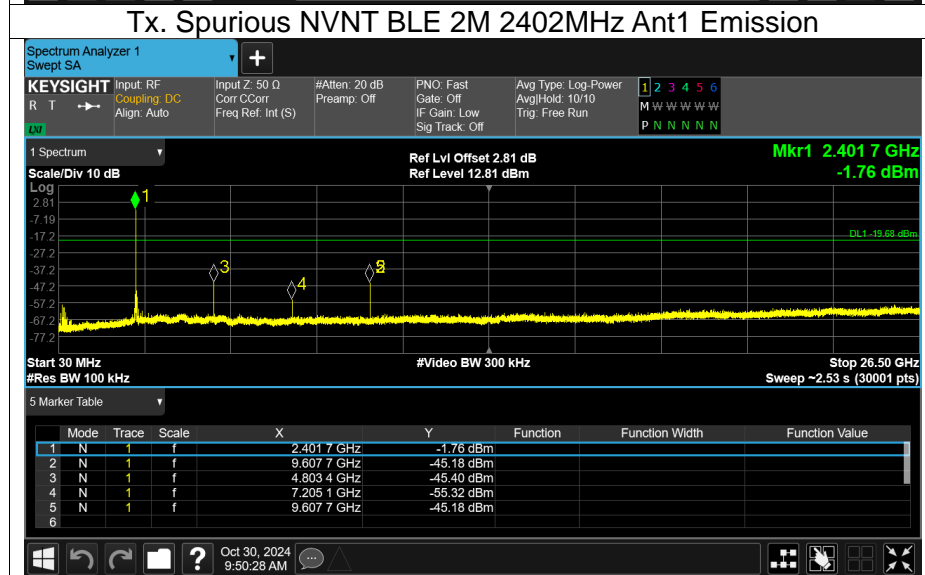 Tx. Spurious NVNT BLE 2M 2402MHz Ant1 Emission
Spectrum Analyzer 1
Swept SA
+
KEYSIGHT Input: RF Input Z: 50 Ω #Atten: 20 dB PNO: Fast Avg Type: Log-Power 1 2 3 4 5 6
R T Coupling: DC Corr CCorr Preamp: Off Gate: Off Avg|Hold: 10/10 M W W W W W
Align: Auto Freq Ref: Int (S) IF Gain: Low Trig: Free Run
LXI Sig Track: Off P N N N N N
1 Spectrum Ref Lvl Offset 2.81 dB Mkr1 2.401 7 GHz
Scale/Div 10 dB Ref Level 12.81 dBm -1.76 dBm
Log
1
2.81
-7.19
-17.2 DL1 -19.68 dBm
-27.2
3
-37.2
4
-47.2
-57.2
-67.2
-77.2
Start 30 MHz #Video BW 300 kHz Stop 26.50 GHz
#Res BW 100 kHz Sweep ~2.53 s (30001 pts)
5 Marker Table
Mode Trace Scale X Y Function Function Width Function Value
1 N 1 f 2.401 7 GHz -1.76 dBm
2 N 1 f 9.607 7 GHz -45.18 dBm
3 N 1 f 4.803 4 GHz -45.40 dBm
4 N 1 f 7.205 1 GHz -55.32 dBm
5 N 1 f 9.607 7 GHz -45.18 dBm
6
? Oct 30, 2024
9:50:28 AM